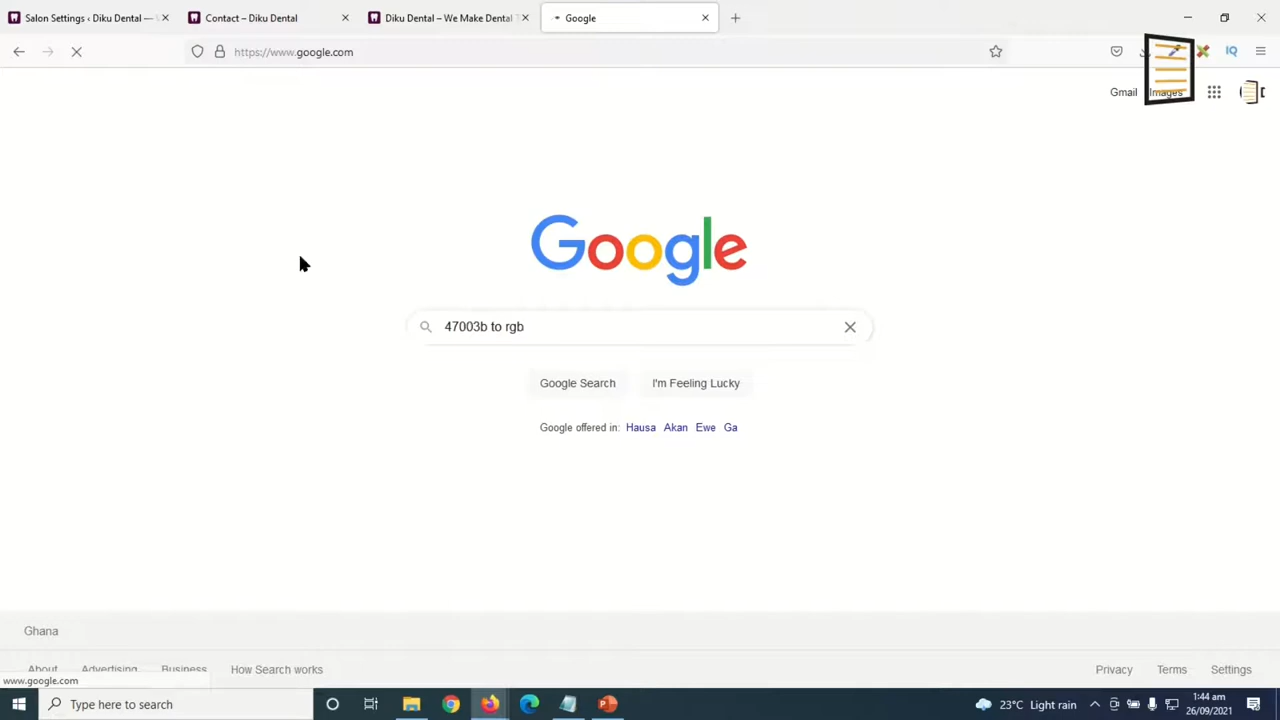 Salon Settings ‹ Diku Dental —
Contact – Diku Dental
Diku Dental – We Make Dental
Google
https://www.google.com
IQ
Gmail
Images
Google
47003b to rgb
Google Search
I'm Feeling Lucky
Google offered in: Hausa Akan Ewe Ga
Ghana
About
Advertising
Business
How Search works
Privacy
Terms
Settings
www.google.com
Type here to search
23°C Light rain
1:44 am
26/09/2021